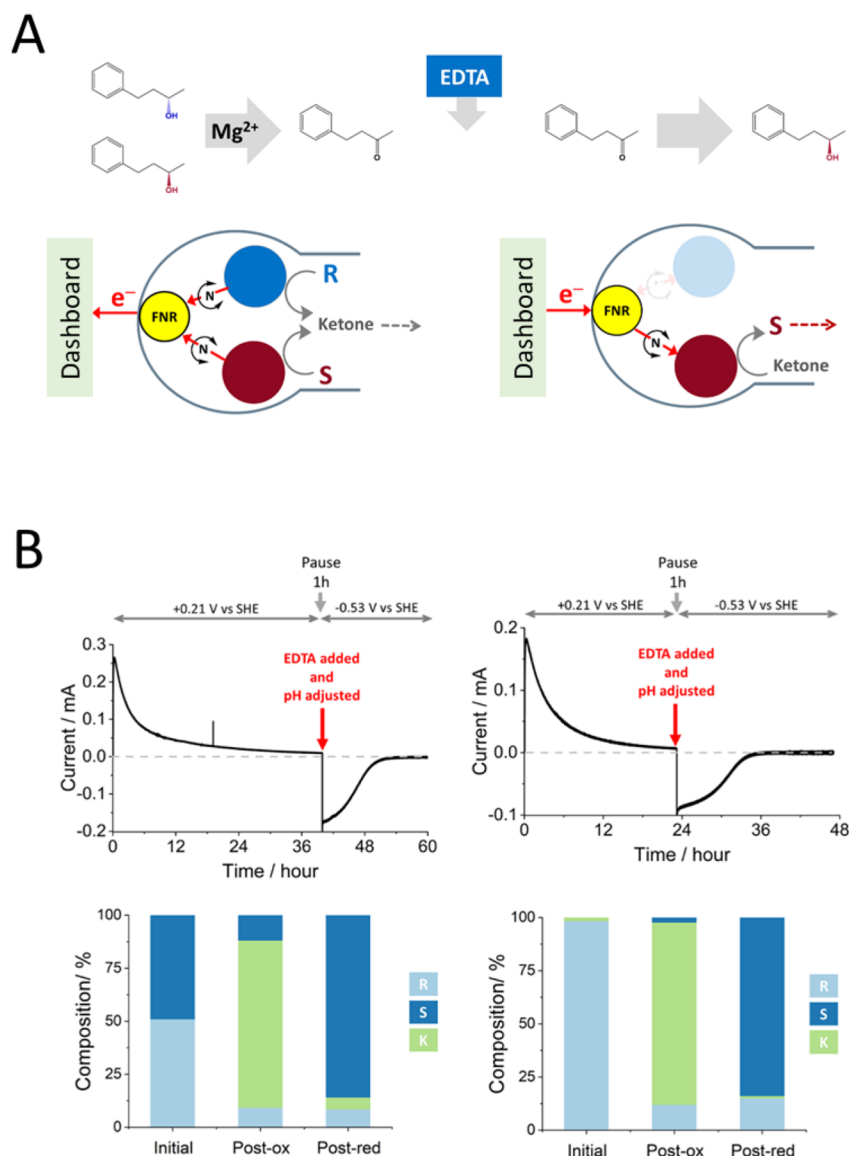 A
EDTA
OH
Mg²⁺
OH
O
O
OH
Dashboard
e⁻
FNR
N
N
R
Ketone
S
Dashboard
e⁻
FNR
N
S
Ketone
B
Pause
1h
+0.21 V vs SHE
-0.53 V vs SHE
EDTA added
and
pH adjusted
Current / mA
0.3
0.2
0.1
0.0
-0.1
-0.2
0
12
24
36
48
60
Time / hour
Pause
1h
+0.21 V vs SHE
-0.53 V vs SHE
EDTA added
and
pH adjusted
Current / mA
0.2
0.1
0.0
-0.1
0
12
24
36
48
Time / hour
Composition/ %
100
75
50
25
0
Initial
Post-ox
Post-red
R
S
K
Composition/ %
100
75
50
25
0
Initial
Post-ox
Post-red
R
S
K